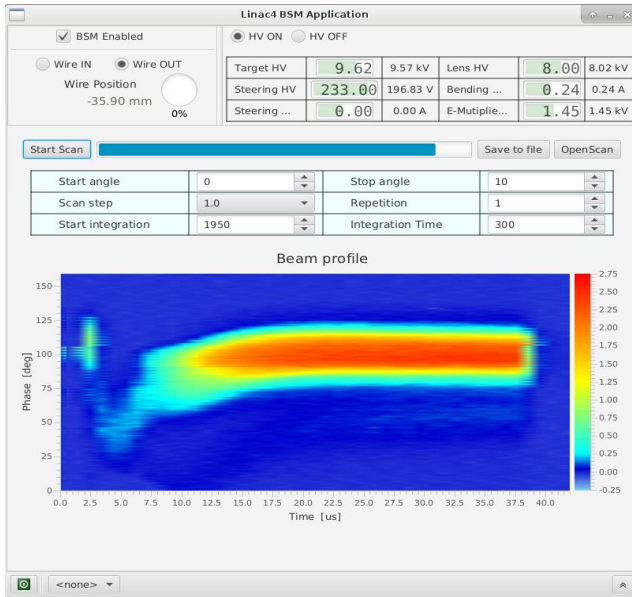 Linac4 BSM Application
BSM Enabled
HV ON HV OFF
Wire IN Wire OUT
Wire Position
-35.90 mm
0%
Target HV 9.62 9.57 kV Lens HV 8.00 8.02 kV
Steering HV 233.00 196.83 V Bending ... 0.24 0.24 A
Steering ... 0.00 0.00 A E-Mutiplie... 1.45 1.45 kV
Start Scan Save to file OpenScan
Start angle 0 Stop angle 10
Scan step 1.0 Repetition 1
Start integration 1950 Integration Time 300
Beam profile
Phase [deg]
150
125
100
75
50
25
0
2.75
2.50
2.25
2.00
1.75
1.50
1.25
1.00
0.75
0.50
0.25
0.00
-0.25
0.0 2.5 5.0 7.5 10.0 12.5 15.0 17.5 20.0 22.5 25.0 27.5 30.0 32.5 35.0 37.5 40.0
Time [us]
<none>